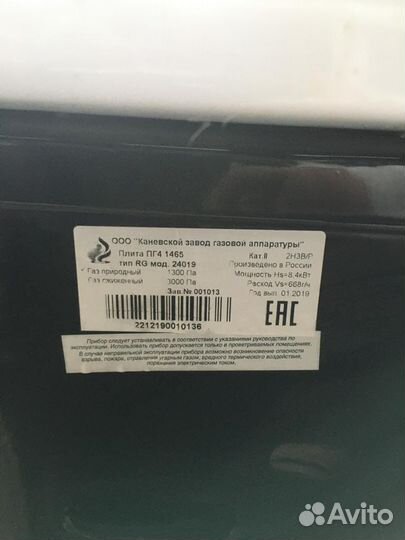 ООО "Каневской завод газовой аппаратуры"
Плита ПГ4 1465 Кат.II 2H3B/P
тип RG мод. 24019 Произведено в России
✓ Газ природный 1300 Па Мощность Hs=8,4кВт
Газ сжиженный 3000 Па Расход Vs=668г/ч
Зав.№ 001013 Год вып. 01.2019
EAC
2212190010136
Прибор следует устанавливать в соответствии с указаниями руководства по
эксплуатации. Использовать прибор допускается только в проветриваемых помещениях.
В случае неправильной эксплуатации прибора возможно возникновение опасности
взрыва, пожара, отравления угарным газом, вредного термического воздействия,
поражения электрическим током.
Avito